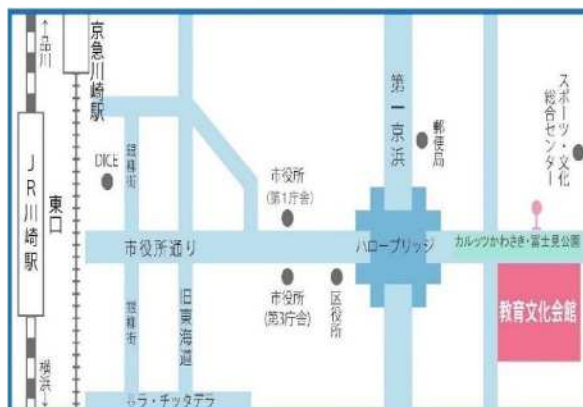 ↑品川
京急川崎駅
JR川崎駅
東口
横浜↓
DICE
銀柳街
市役所通り
銀柳街
旧東海道
市役所
(第1庁舎)
市役所
(第3庁舎)
区役所
第一京浜
郵便局
ハローブリッジ
スポーツ・文化
総合センター
カルッツかわさき・富士見公園
教育文化会館
ラ・チッタデラ